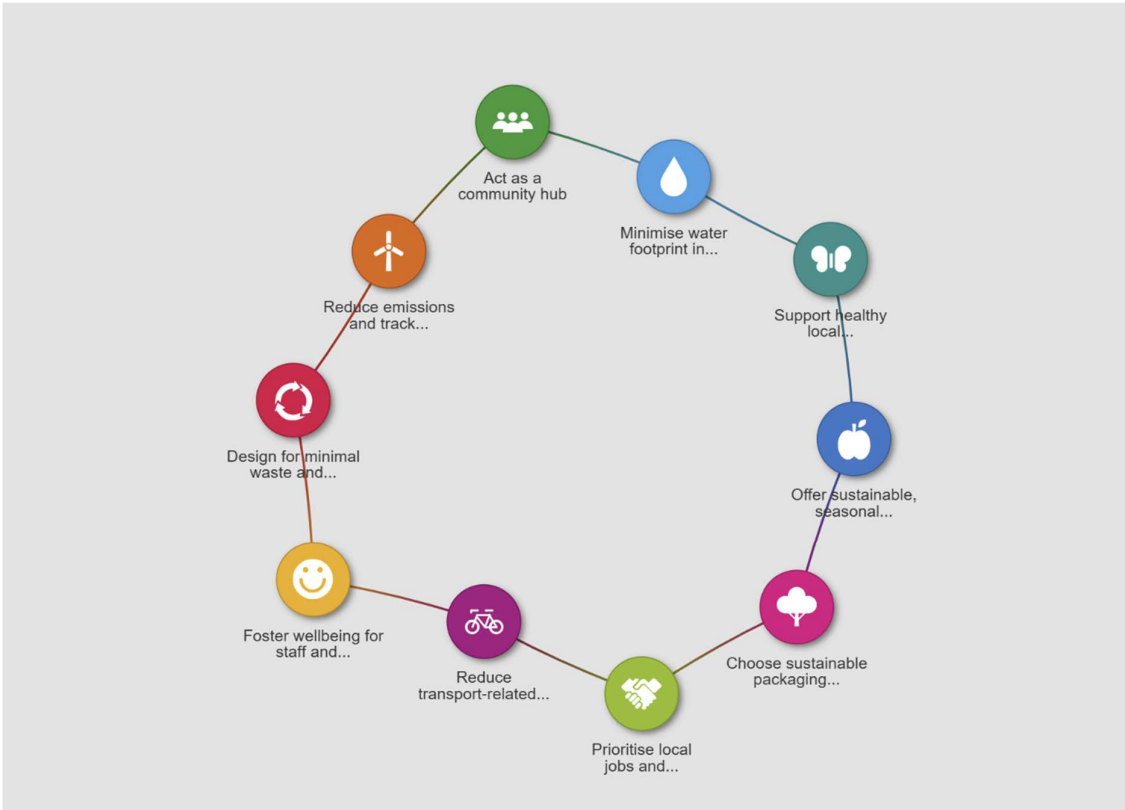 Act as a
community hub
Minimise water
footprint in...
Support healthy
local...
Reduce emissions
and track...
Design for minimal
waste and...
Offer sustainable,
seasonal...
Foster wellbeing for
staff and...
Reduce
transport-related...
Choose sustainable
packaging...
Prioritise local
jobs and...